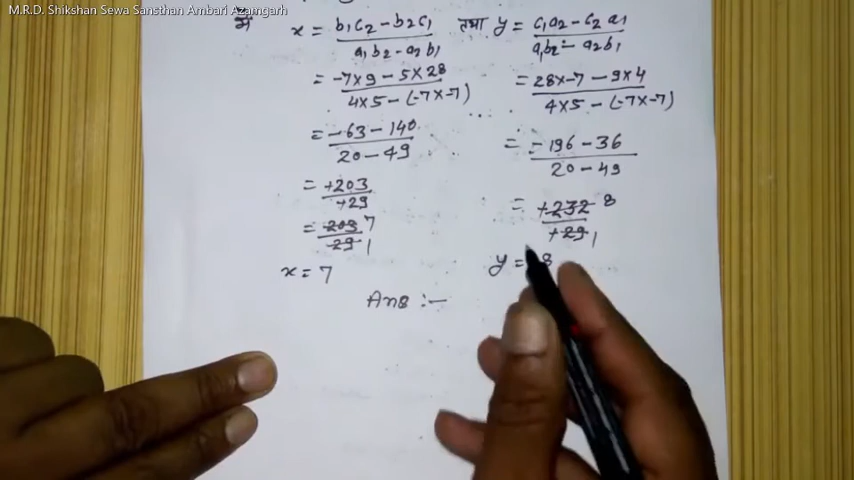 M.R.D. Shikshan Sewa Sansthan Ambari Azamgarh
में x = b₁c₂ - b₂c₁ / a₁b₂ - a₂b₁ तथा y = c₁a₂ - c₂a₁ / a₁b₂ - a₂b₁
= -7×9 - 5×28 / 4×5 - (-7×-7) = 28×-7 - 9×4 / 4×5 - (-7×-7)
= -63 - 140 / 20 - 49 = -196 - 36 / 20 - 49
= +203 / +29 = +232 8 / +29 1
= 203 7 / 29 1
x = 7 y = 8
Ans :-